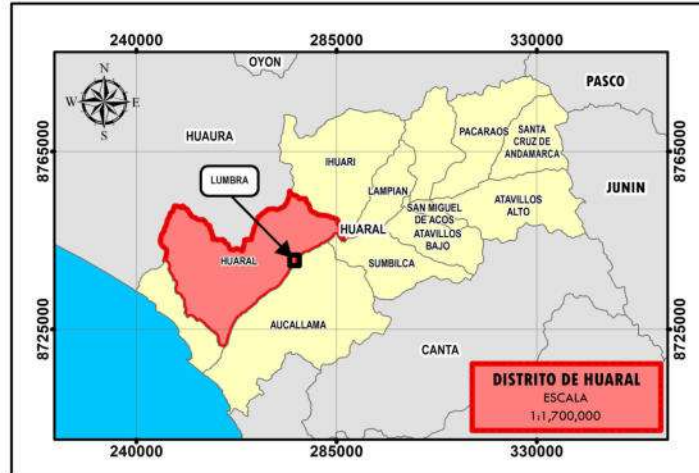 240000
285000
330000
OYON
PASCO
N
W
E
S
HUAURA
PACARAOS
SANTA
CRUZ DE
ANDAMARCA
8765000
8765000
IHUARI
LUMBRA
LAMPIAN
JUNIN
SAN MIGUEL
DE ACOS
ATAVILLOS
ALTO
HUARAL
ATAVILLOS
BAJO
HUARAL
SUMBILCA
8725000
8725000
AUCALLAMA
CANTA
DISTRITO DE HUARAL
ESCALA
1:1,700,000
240000
285000
330000